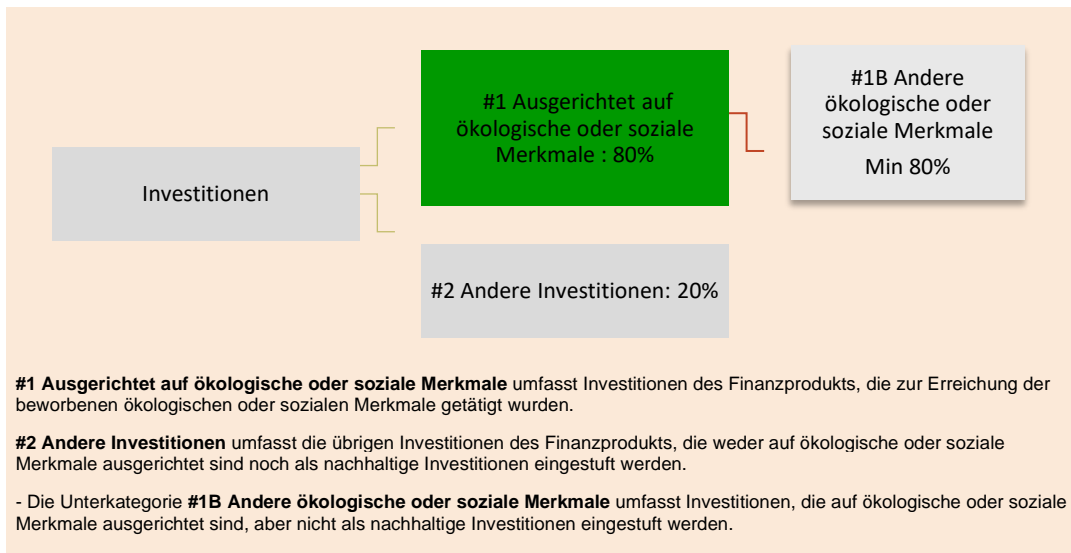 #1 Ausgerichtet auf
ökologische oder soziale
Merkmale : 80%
#1B Andere
ökologische oder
soziale Merkmale
Min 80%
Investitionen
#2 Andere Investitionen: 20%
#1 Ausgerichtet auf ökologische oder soziale Merkmale umfasst Investitionen des Finanzprodukts, die zur Erreichung der
beworbenen ökologischen oder sozialen Merkmale getätigt wurden.
#2 Andere Investitionen umfasst die übrigen Investitionen des Finanzprodukts, die weder auf ökologische oder soziale
Merkmale ausgerichtet sind noch als nachhaltige Investitionen eingestuft werden.
- Die Unterkategorie #1B Andere ökologische oder soziale Merkmale umfasst Investitionen, die auf ökologische oder soziale
Merkmale ausgerichtet sind, aber nicht als nachhaltige Investitionen eingestuft werden.